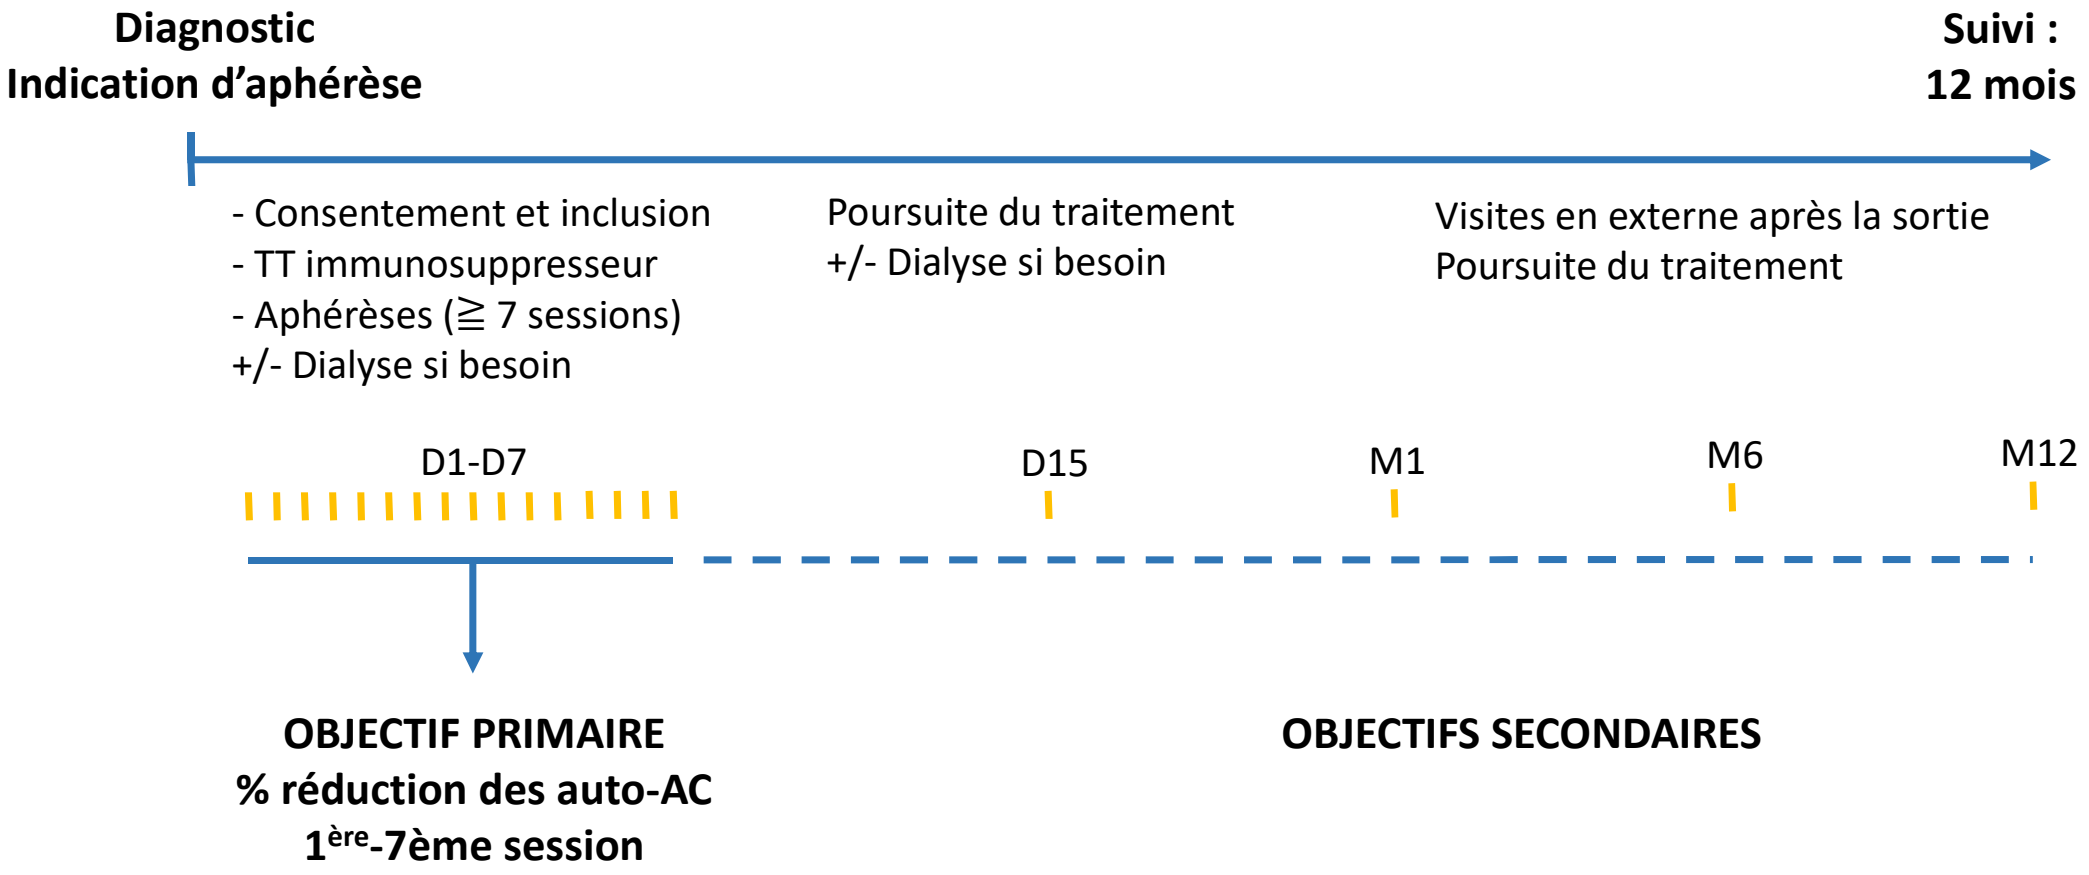 Diagnostic
Indication d’aphérèse
Suivi :
12 mois
- Consentement et inclusion
- TT immunosuppresseur
- Aphérèses (≧ 7 sessions)
+/- Dialyse si besoin
Poursuite du traitement
+/- Dialyse si besoin
Visites en externe après la sortie
Poursuite du traitement
D1-D7
D15
M1
M6
M12
OBJECTIF PRIMAIRE
% réduction des auto-AC
1ère-7ème session
OBJECTIFS SECONDAIRES